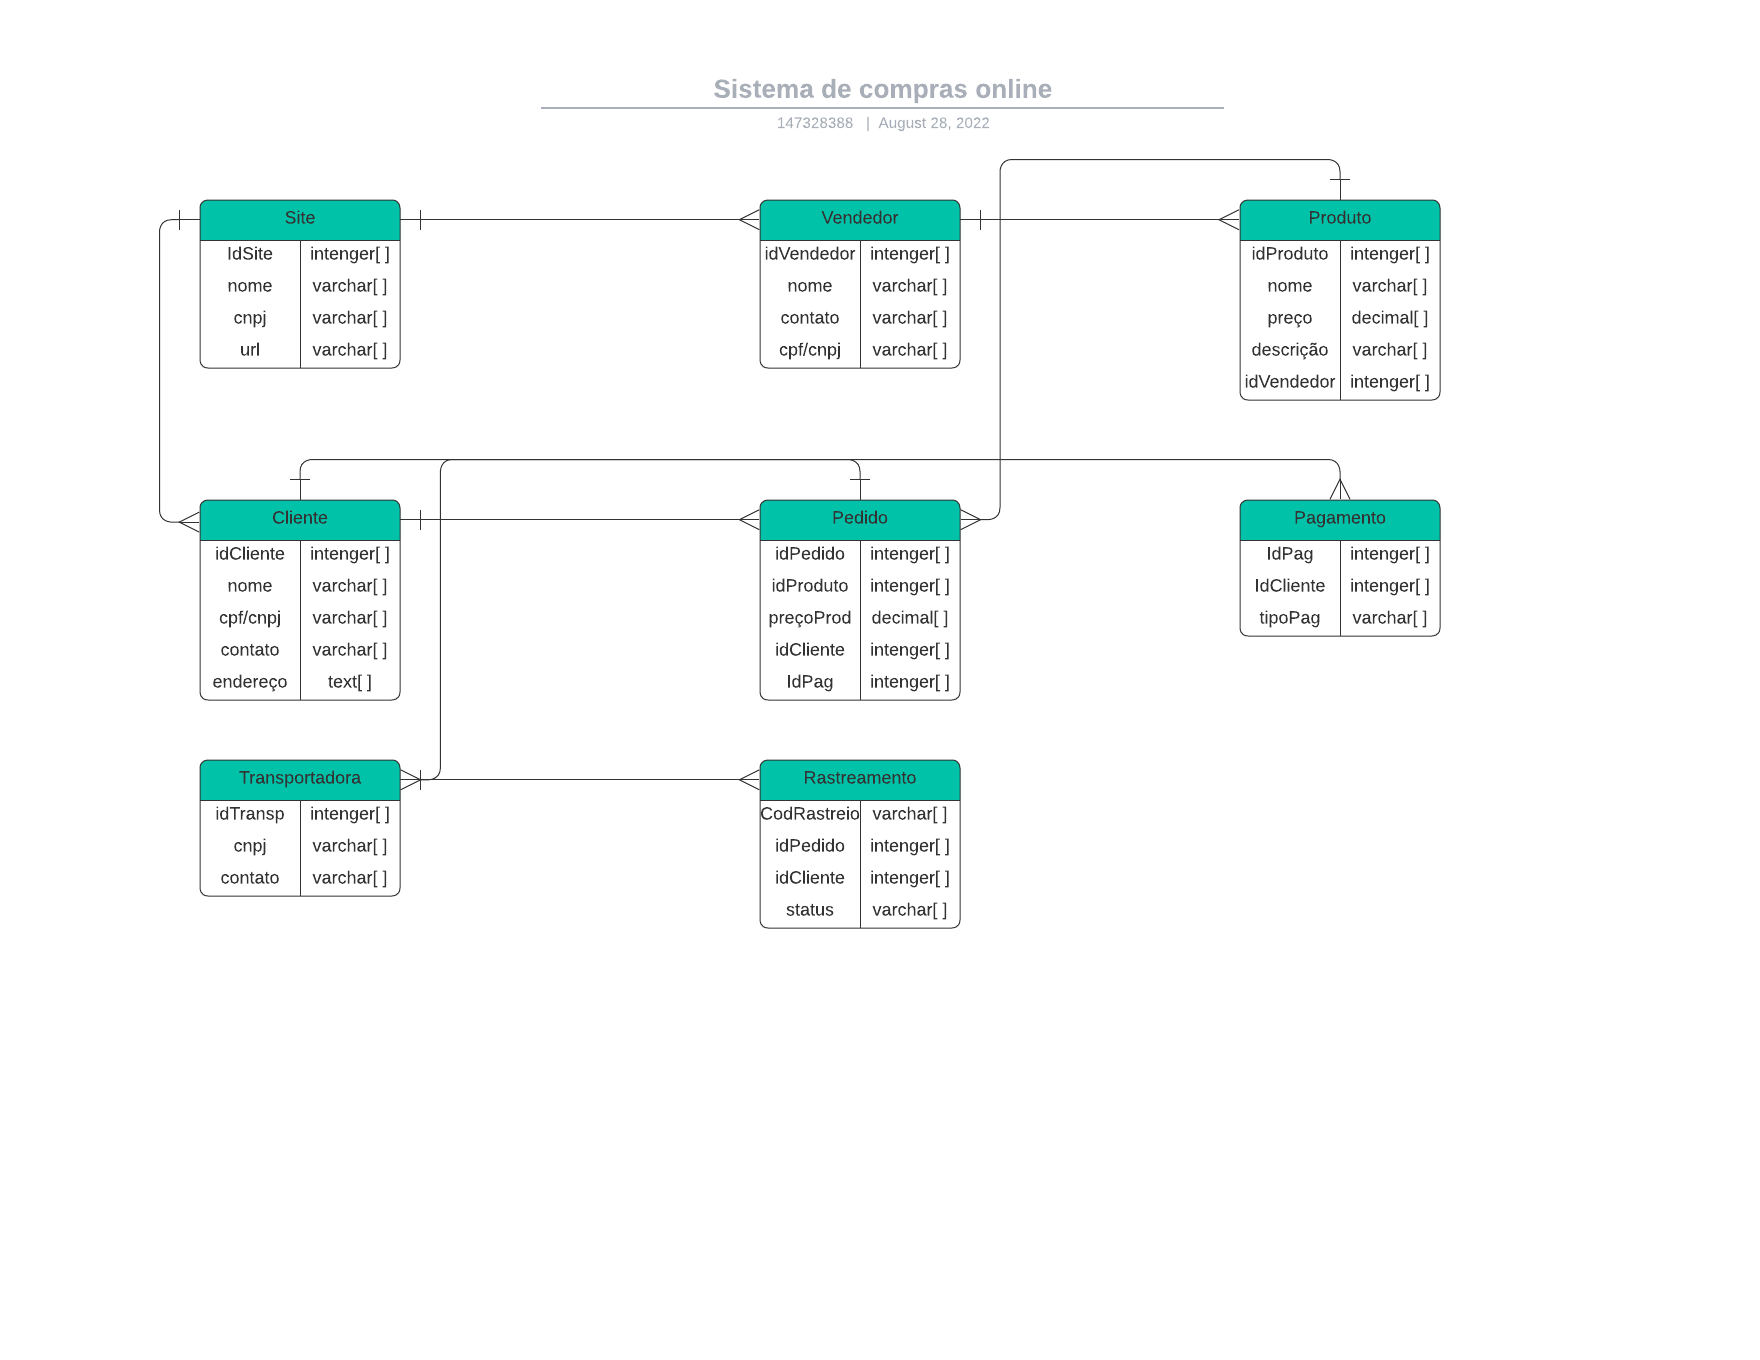 Sistema de compras online
147328388 | August 28, 2022
Site
IdSite intenger[ ]
nome varchar[ ]
cnpj varchar[ ]
url varchar[ ]
Vendedor
idVendedor intenger[ ]
nome varchar[ ]
contato varchar[ ]
cpf/cnpj varchar[ ]
Produto
idProduto intenger[ ]
nome varchar[ ]
preço decimal[ ]
descrição varchar[ ]
idVendedor intenger[ ]
Cliente
idCliente intenger[ ]
nome varchar[ ]
cpf/cnpj varchar[ ]
contato varchar[ ]
endereço text[ ]
Pedido
idPedido intenger[ ]
idProduto intenger[ ]
preçoProd decimal[ ]
idCliente intenger[ ]
IdPag intenger[ ]
Pagamento
IdPag intenger[ ]
IdCliente intenger[ ]
tipoPag varchar[ ]
Transportadora
idTransp intenger[ ]
cnpj varchar[ ]
contato varchar[ ]
Rastreamento
CodRastreio varchar[ ]
idPedido intenger[ ]
idCliente intenger[ ]
status varchar[ ]